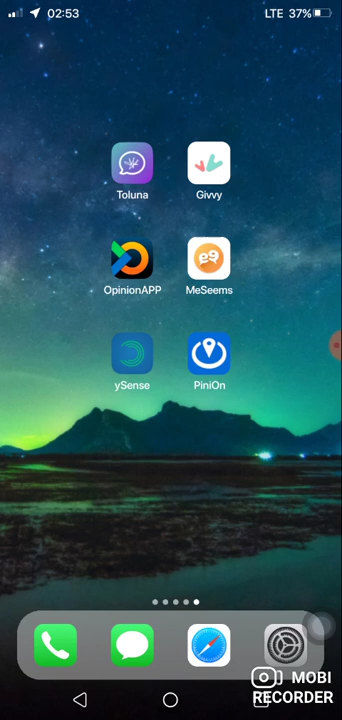 02:53 LTE 37%
Toluna Givvy
OpinionAPP MeSeems
ySense PiniOn
MOBI
RECORDER